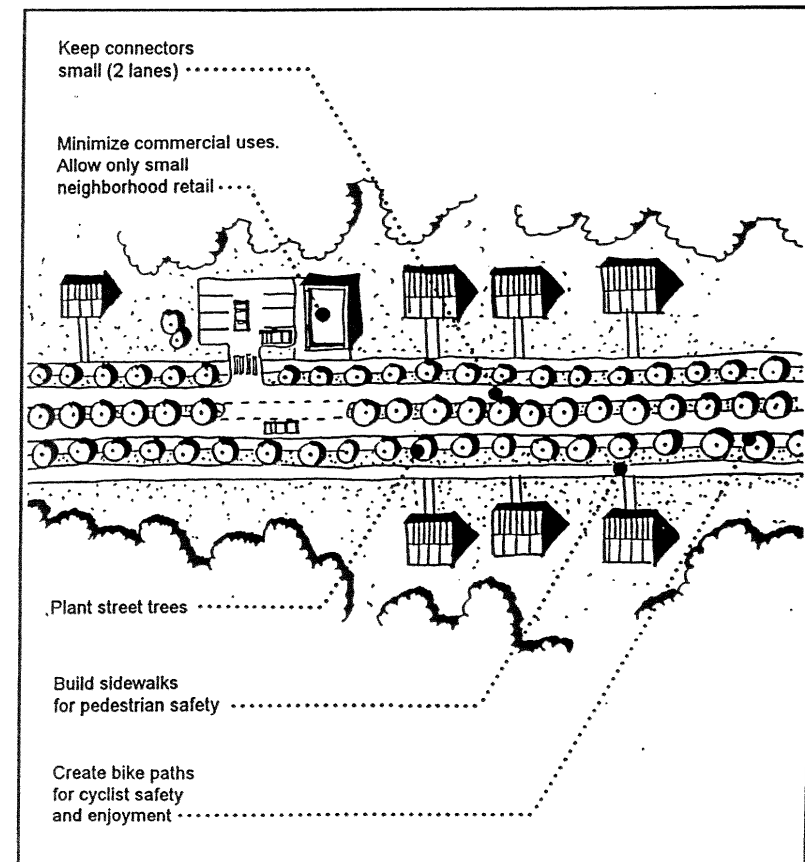 Keep connectors
small (2 lanes)
Minimize commercial uses.
Allow only small
neighborhood retail
Plant street trees
Build sidewalks
for pedestrian safety
Create bike paths
for cyclist safety
and enjoyment